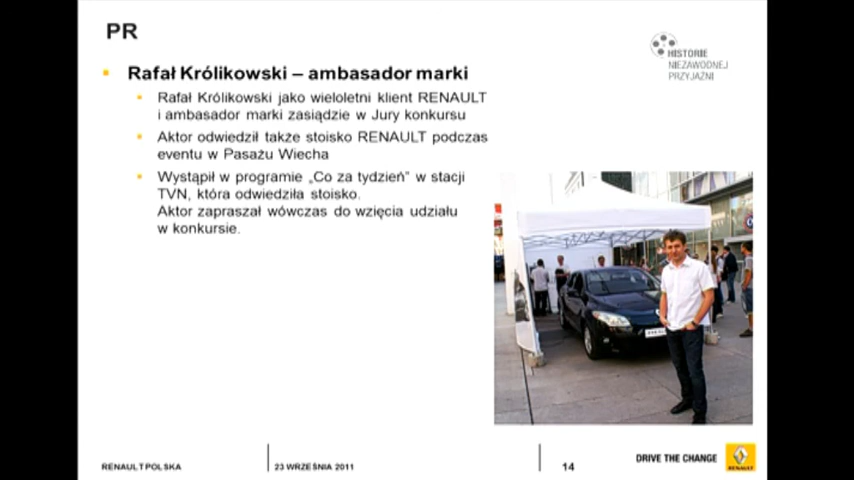 PR
HISTORIE
NIEZAWODNEJ
PRZYJAŹNI
Rafał Królikowski – ambasador marki
Rafał Królikowski jako wieloletni klient RENAULT
i ambasador marki zasiądzie w Jury konkursu
Aktor odwiedził także stoisko RENAULT podczas
eventu w Pasażu Wiecha
Wystąpił w programie „Co za tydzień” w stacji
TVN, która odwiedziła stoisko.
Aktor zapraszał wówczas do wzięcia udziału
w konkursie.
RENAULT POLSKA
23 WRZEŚNIA 2011
14
DRIVE THE CHANGE
RENAULT